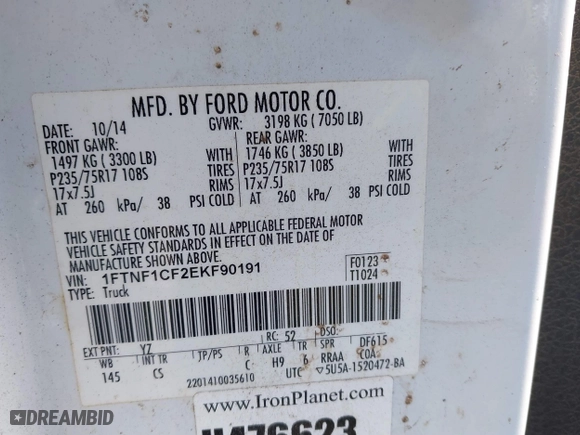 MFD. BY FORD MOTOR CO.
DATE: 10/14 GVWR: 3198 KG ( 7050 LB)
FRONT GAWR: REAR GAWR:
1497 KG ( 3300 LB) WITH 1746 KG ( 3850 LB) WITH
P235/75R17 108S TIRES P235/75R17 108S TIRES
17x7.5J RIMS 17x7.5J RIMS
AT 260 kPa/ 38 PSI COLD AT 260 kPa/ 38 PSI COLD
THIS VEHICLE CONFORMS TO ALL APPLICABLE FEDERAL MOTOR
VEHICLE SAFETY STANDARDS IN EFFECT ON THE DATE OF
MANUFACTURE SHOWN ABOVE.
VIN: 1FTNF1CF2EKF90191 F0123
TYPE: Truck T1024
RC: 52 DSO:
EXT PNT: YZ DF615
WB INT TR TP/PS R AXLE TR SPR COA:
145 CS C H9 6 RRAA
2201410035610 UTC ▽5U5A-1520472-BA
www.IronPlanet.com
DREAMBID